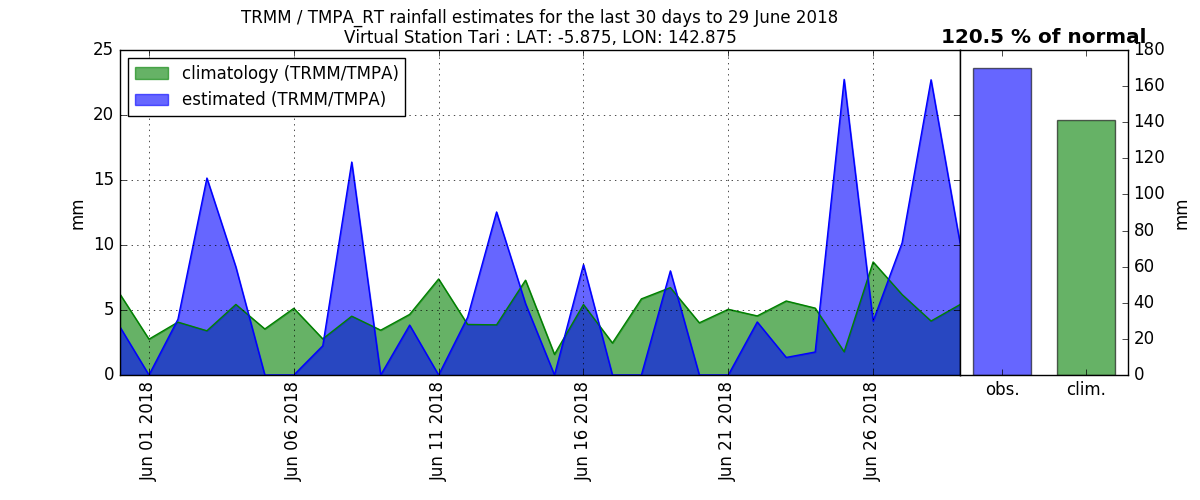 TRMM / TMPA_RT rainfall estimates for the last 30 days to 29 June 2018
Virtual Station Tari : LAT: -5.875, LON: 142.875
120.5 % of normal
climatology (TRMM/TMPA)
estimated (TRMM/TMPA)
mm
25
20
15
10
5
0
Jun 01 2018
Jun 06 2018
Jun 11 2018
Jun 16 2018
Jun 21 2018
Jun 26 2018
obs.
clim.
180
160
140
120
100
80
60
40
20
0
mm